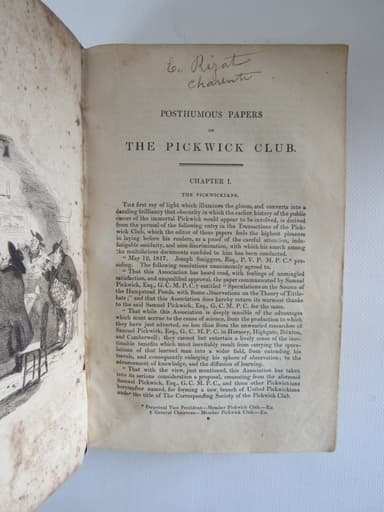 E. Rizat
Charente
POSTHUMOUS PAPERS
OF
THE PICKWICK CLUB.
CHAPTER I.
THE PICKWICKIANS.
THE first ray of light which illumines the gloom, and converts into a
dazzling brilliancy that obscurity in which the earlier history of the public
career of the immortal Pickwick would appear to be involved, is derived
from the perusal of the following entry in the Transactions of the Pick-
wick Club, which the editor of these papers feels the highest pleasure
in laying before his readers, as a proof of the careful attention, inde-
fatigable assiduity, and nice discrimination, with which his search among
the multifarious documents confided to him has been conducted.
" May 12, 1817. Joseph Smiggers, Esq., P. V. P. M. P. C.* pre-
siding. The following resolutions unanimously agreed to.
" That this Association has heard read, with feelings of unmingled
satisfaction, and unqualified approval, the paper communicated by Samuel
Pickwick, Esq., G. C. M. P. C.† entitled " Speculations on the Source of
the Hampstead Ponds, with Some Observations on the Theory of Tittle-
bats ;" and that this Association does hereby return its warmest thanks
to the said Samuel Pickwick, Esq., G. C. M. P. C. for the same.
" That while this Association is deeply sensible of the advantages
which must accrue to the cause of science, from the production to which
they have just adverted, no less than from the unwearied researches of
Samuel Pickwick, Esq., G. C. M. P. C. in Hornsey, Highgate, Brixton,
and Camberwell ; they cannot but entertain a lively sense of the ines-
timable benefits which must inevitably result from carrying the specu-
lations of that learned man into a wider field, from extending his
travels, and consequently enlarging his sphere of observation ; to the
advancement of knowledge, and the diffusion of learning.
" That with the view, just mentioned, this Association has taken
into its serious consideration a proposal, emanating from the aforesaid
Samuel Pickwick, Esq., G. C. M. P. C., and three other Pickwickians
hereinafter named, for forming a new branch of United Pickwickians
under the title of The Corresponding Society of the Pickwick Club.
* Perpetual Vice President—Member Pickwick Club.—ED.
† General Chairman—Member Pickwick Club.—ED.